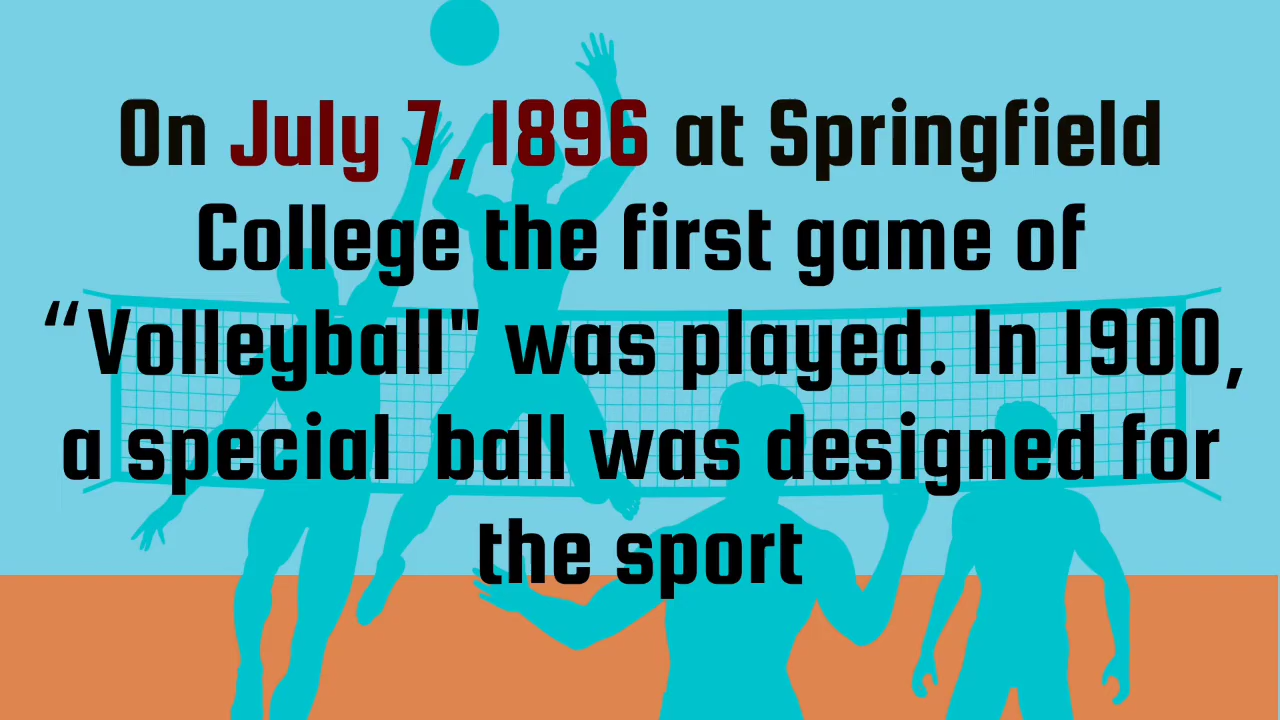 On July 7, 1896 at Springfield
College the first game of
“Volleyball" was played. In 1900,
a special  ball was designed for
the sport